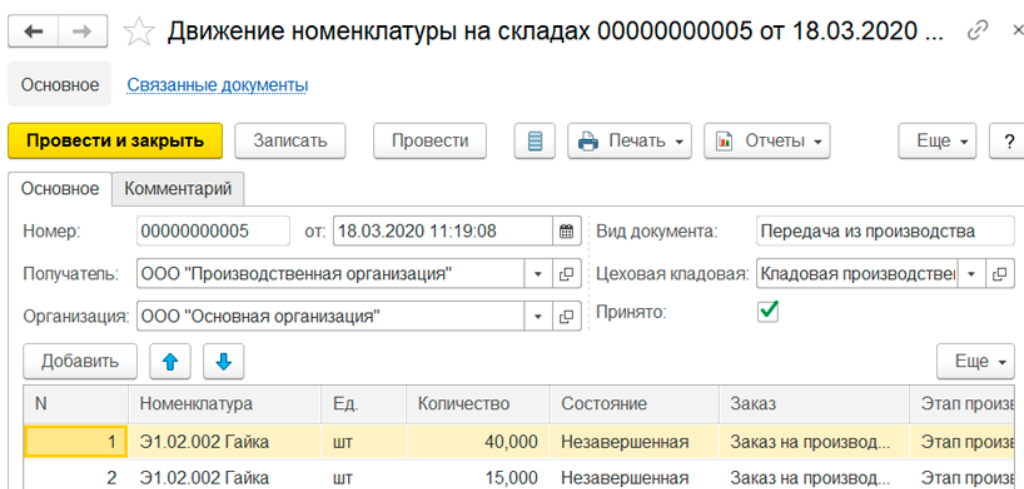 Движение номенклатуры на складах 00000000005 от 18.03.2020 ...
Основное Связанные документы
Провести и закрыть Записать Провести Печать Отчеты Еще ?
Основное Комментарий
Номер: 00000000005 от: 18.03.2020 11:19:08 Вид документа: Передача из производства
Получатель: ООО "Производственная организация" Цеховая кладовая: Кладовая производстве
Организация: ООО "Основная организация" Принято:
Добавить Еще
N Номенклатура Ед. Количество Состояние Заказ Этап произв
1 Э1.02.002 Гайка шт 40,000 Незавершенная Заказ на производ... Этап произв
2 Э1.02.002 Гайка шт 15,000 Незавершенная Заказ на производ... Этап произв